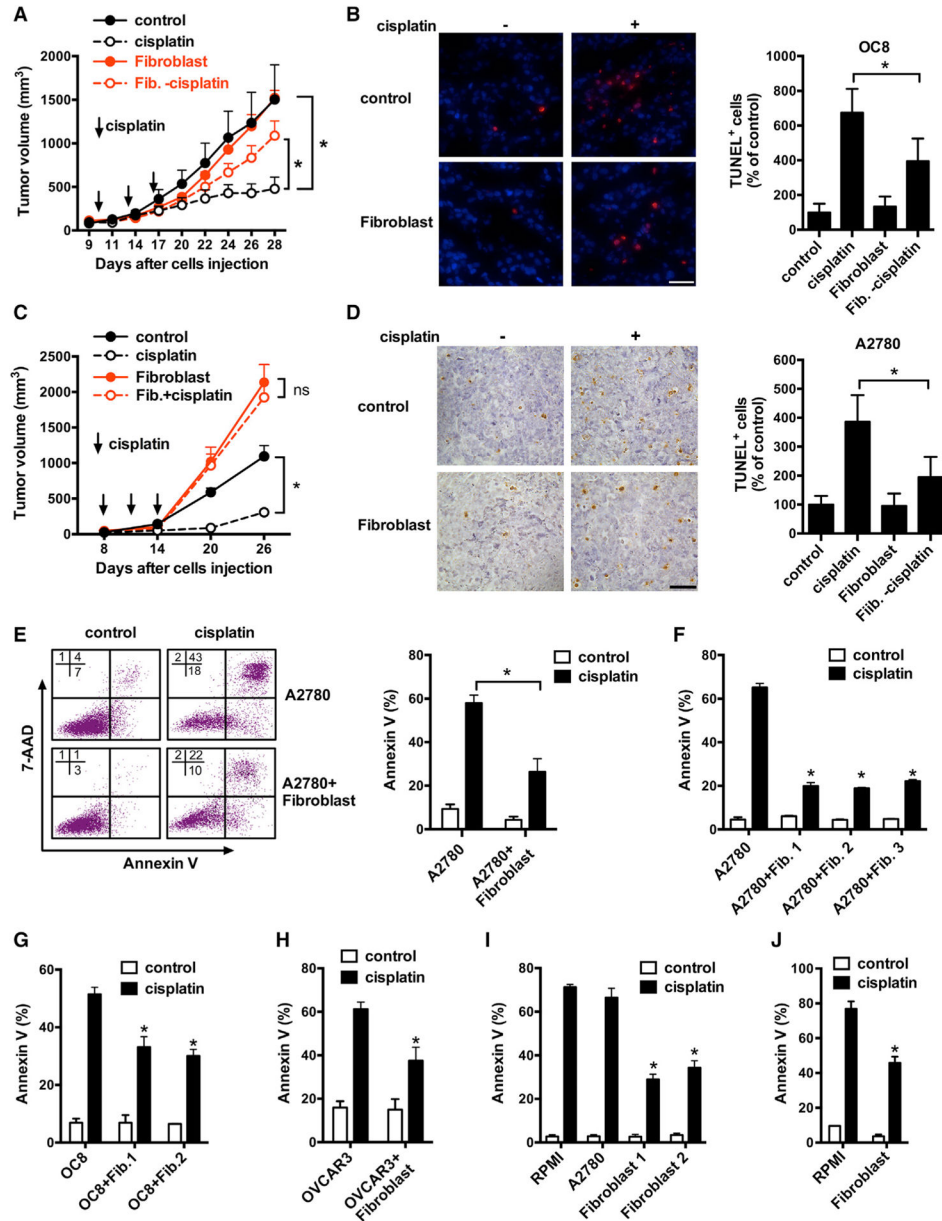 A
control
cisplatin
Fibroblast
Fib. -cisplatin
Tumor volume (mm3)
2000
1500
1000
500
0
cisplatin
*
*
9 11 14 17 20 22 24 26 28
Days after cells injection
B
cisplatin - +
control
Fibroblast
OC8
TUNEL+ cells
(% of control)
1000
800
600
400
200
0
*
control
cisplatin
Fibroblast
Fib. -cisplatin
C
control
cisplatin
Fibroblast
Fib.+cisplatin
Tumor volume (mm3)
2500
2000
1500
1000
500
0
cisplatin
ns
*
8 14 20 26
Days after cells injection
D
cisplatin - +
control
Fibroblast
A2780
TUNEL+ cells
(% of control)
600
500
400
300
200
100
0
*
control
cisplatin
Fibroblast
Fiib. -cisplatin
E
control cisplatin
1 4
7
2 43
18
A2780
1 1
3
2 22
10
A2780+
Fibroblast
7-AAD
Annexin V
control
cisplatin
Annexin V (%)
80
60
40
20
0
*
A2780
A2780+
Fibroblast
F
control
cisplatin
Annexin V (%)
80
60
40
20
0
* * *
A2780
A2780+Fib. 1
A2780+Fib. 2
A2780+Fib. 3
G
control
cisplatin
Annexin V (%)
60
40
20
0
* *
OC8
OC8+Fib.1
OC8+Fib.2
H
control
cisplatin
Annexin V (%)
80
60
40
20
0
*
OVCAR3
OVCAR3+
Fibroblast
I
control
cisplatin
Annexin V (%)
80
60
40
20
0
* *
RPMI
A2780
Fibroblast 1
Fibroblast 2
J
control
cisplatin
Annexin V (%)
100
80
60
40
20
0
*
RPMI
Fibroblast